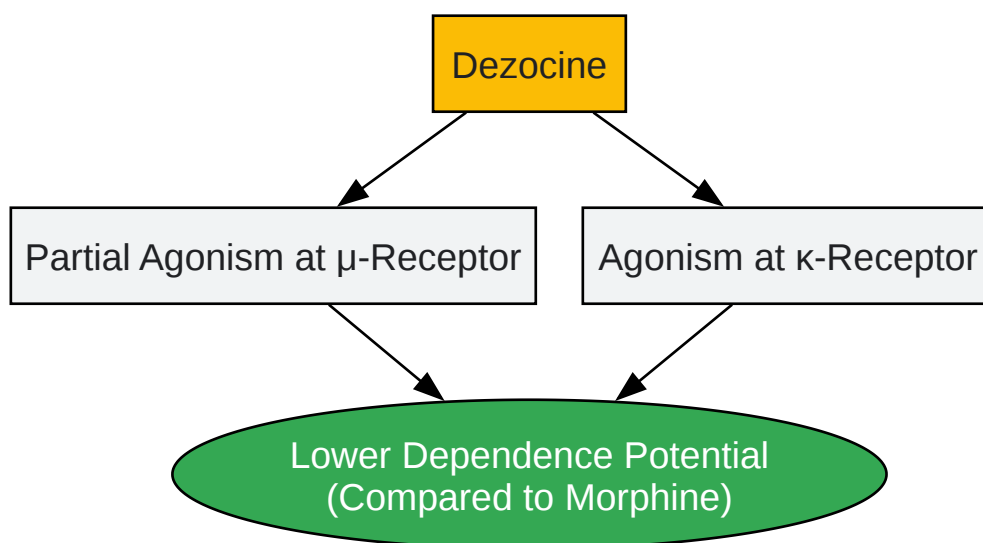 Dezocine
Partial Agonism at μ-Receptor
Agonism at κ-Receptor
Lower Dependence Potential
(Compared to Morphine)